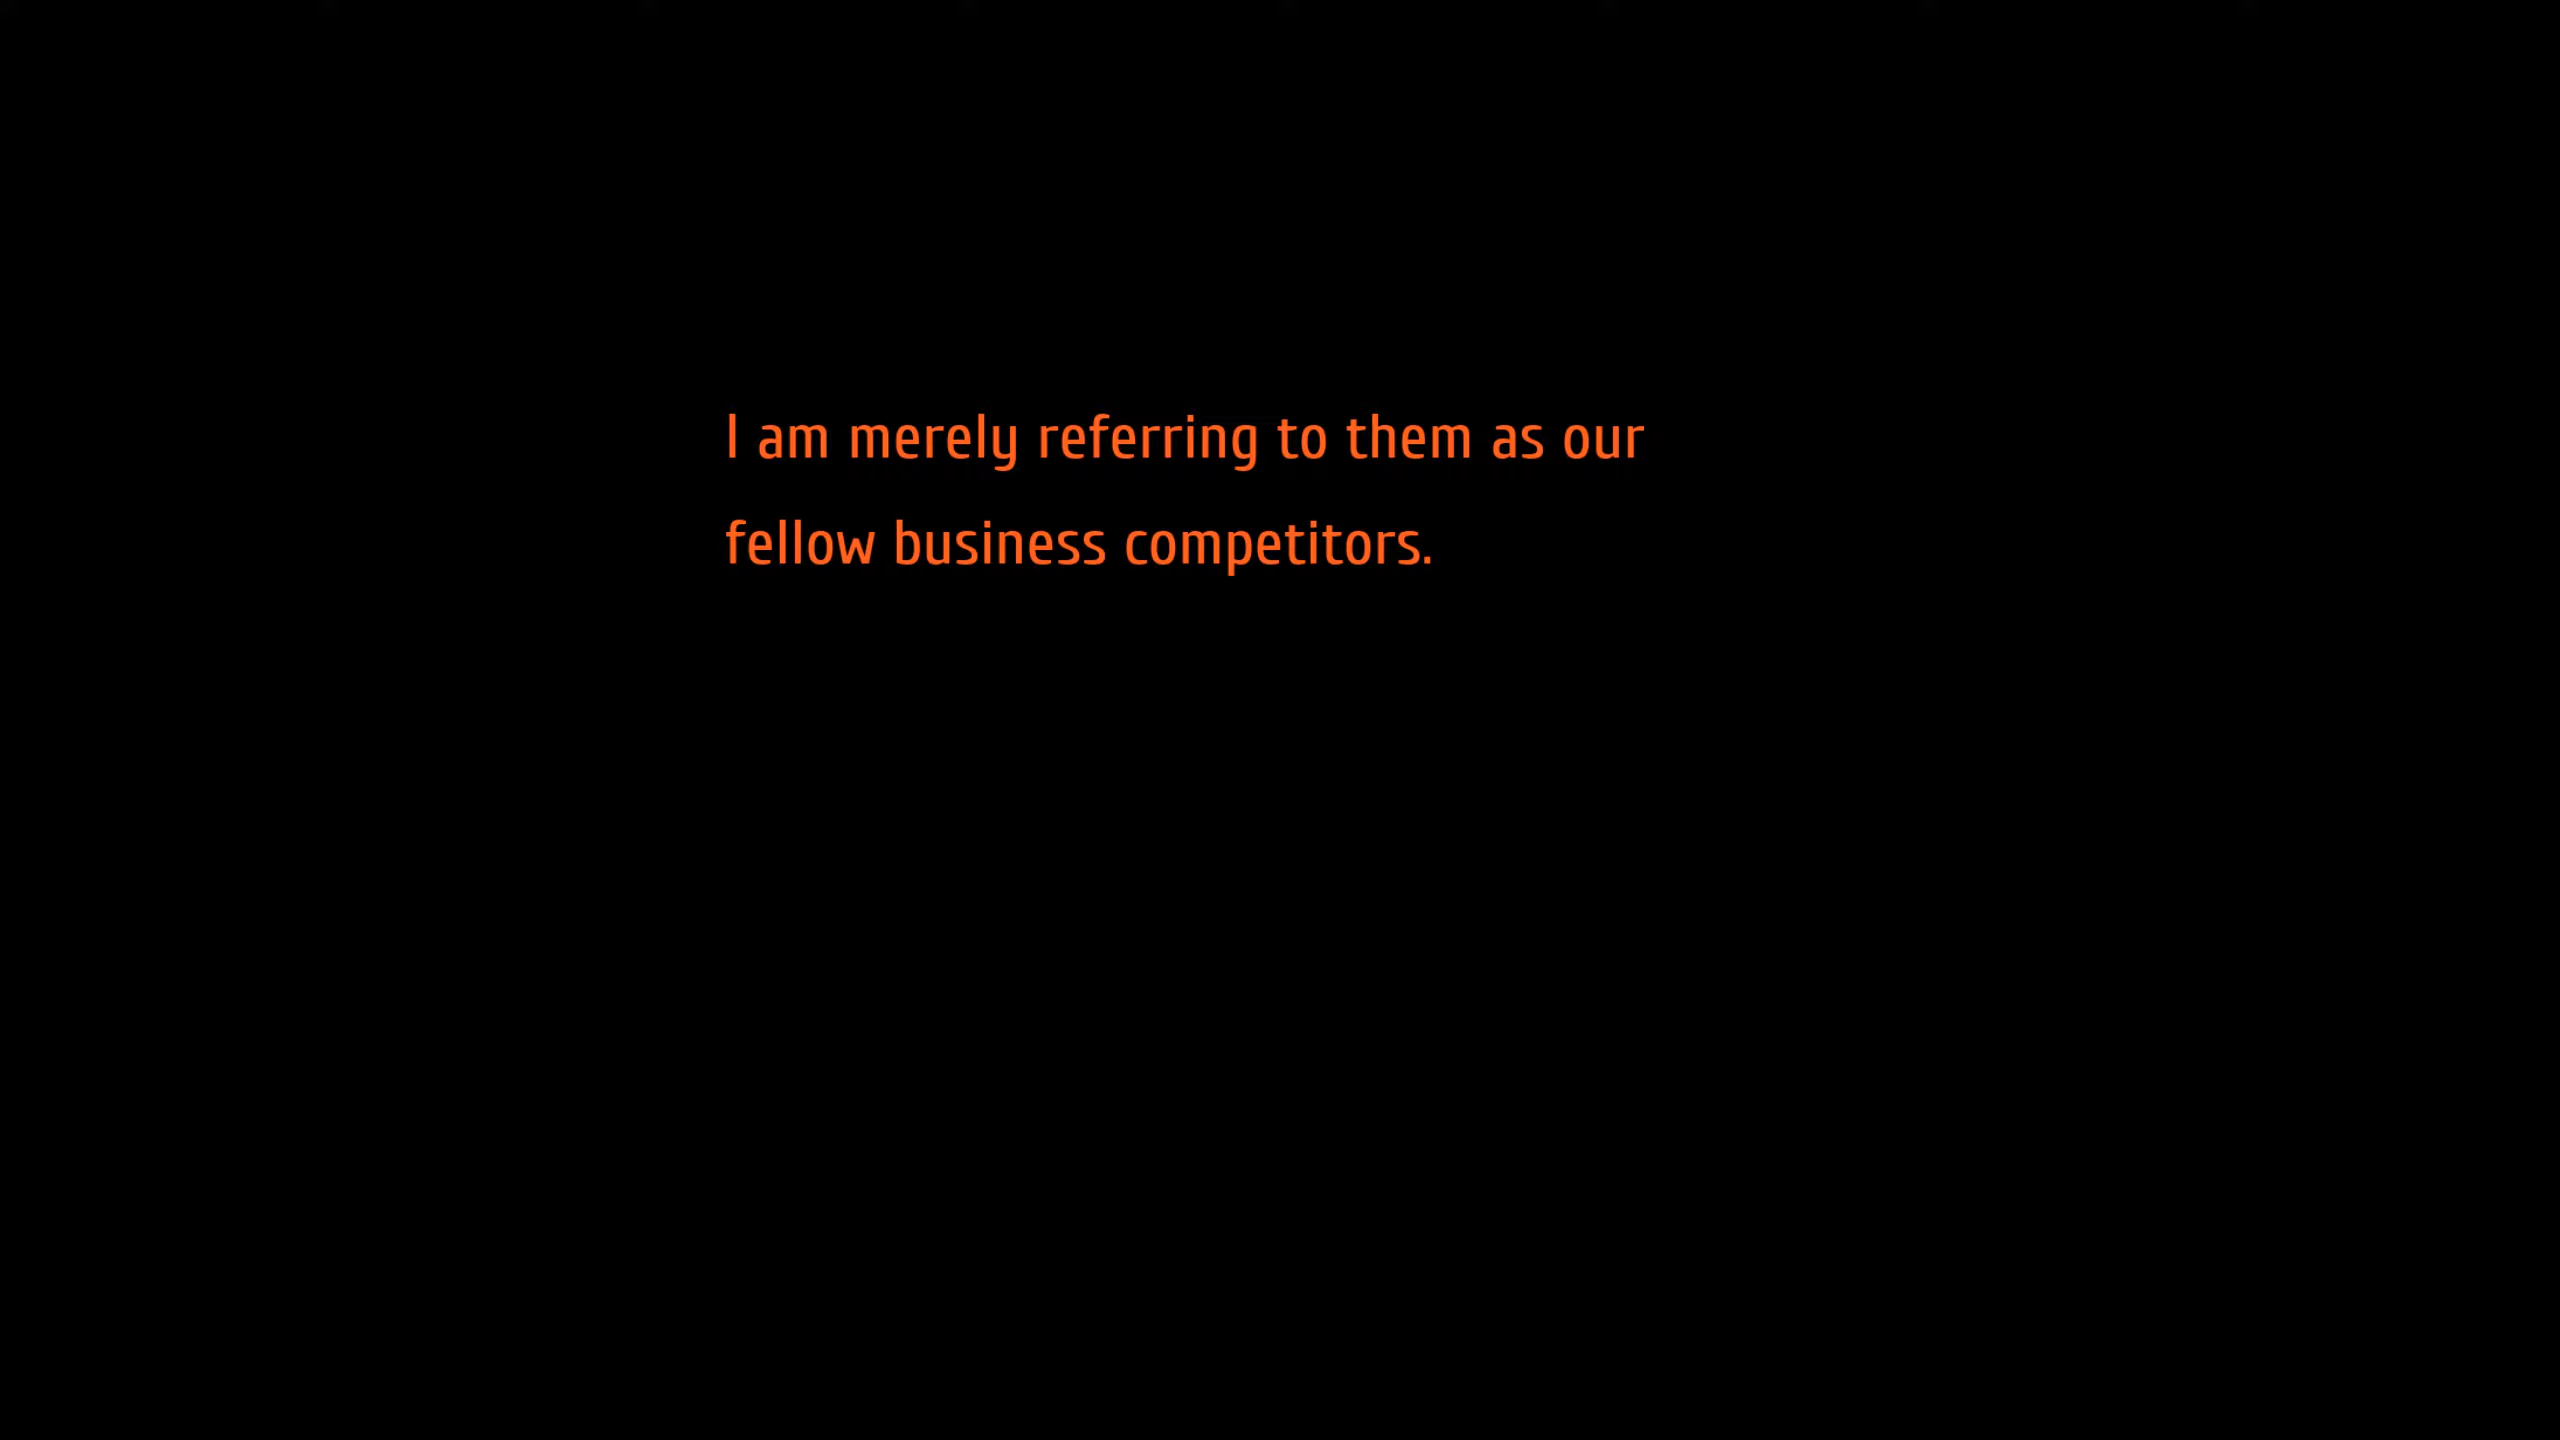 I am merely referring to them as our
fellow business competitors.